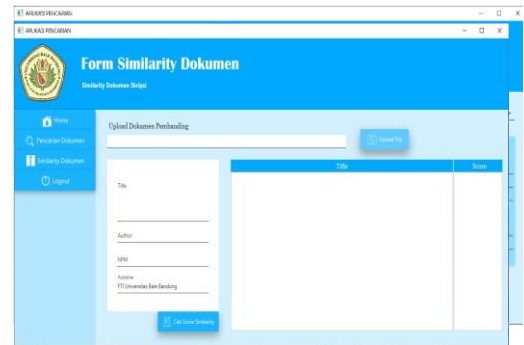 APLIKASI PENCARIAN
APLIKASI PENCARIAN
Form Similarity Dokumen
Similarity Dokumen Skripsi
Home
Pencarian Dokumen
Similarity Dokumen
Logout
Upload Dokumen Pembanding
Upload File
Title
Author
NPM
Publisher
FTI Universitas Bale Bandung
Cek Score Similarity
Title
Score